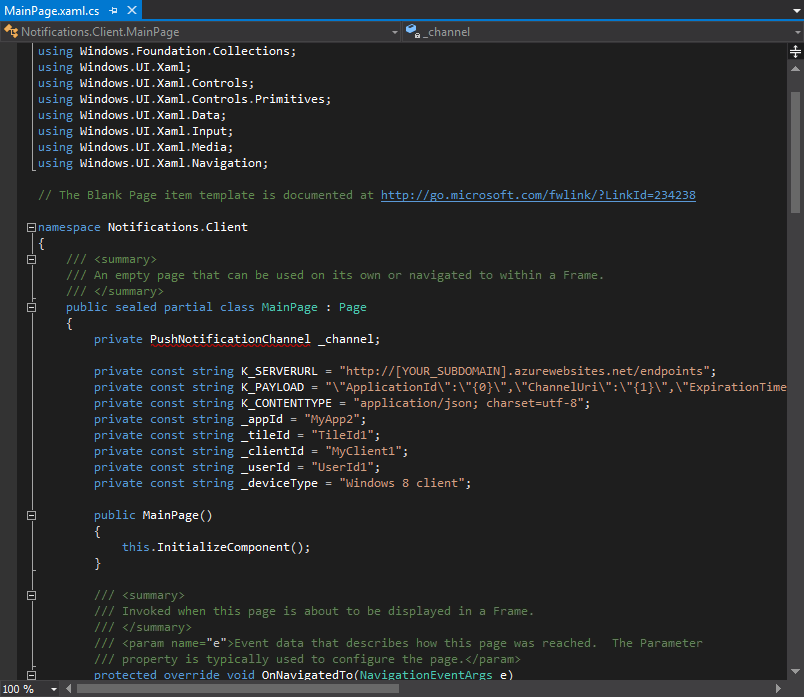 MainPage.xaml.cs
Notifications.Client.MainPage
_channel
using Windows.Foundation.Collections;
using Windows.UI.Xaml;
using Windows.UI.Xaml.Controls;
using Windows.UI.Xaml.Controls.Primitives;
using Windows.UI.Xaml.Data;
using Windows.UI.Xaml.Input;
using Windows.UI.Xaml.Media;
using Windows.UI.Xaml.Navigation;
// The Blank Page item template is documented at http://go.microsoft.com/fwlink/?LinkId=234238
namespace Notifications.Client
{
/// <summary>
/// An empty page that can be used on its own or navigated to within a Frame.
/// </summary>
public sealed partial class MainPage : Page
{
private PushNotificationChannel _channel;
private const string K_SERVERURL = "http://[YOUR_SUBDOMAIN].azurewebsites.net/endpoints";
private const string K_PAYLOAD = "\"ApplicationId\":\"{0}\",\"ChannelUri\":\"{1}\",\"ExpirationTime
private const string K_CONTENTTYPE = "application/json; charset=utf-8";
private const string _appId = "MyApp2";
private const string _tileId = "TileId1";
private const string _clientId = "MyClient1";
private const string _userId = "UserId1";
private const string _deviceType = "Windows 8 client";
public MainPage()
{
this.InitializeComponent();
}
/// <summary>
/// Invoked when this page is about to be displayed in a Frame.
/// </summary>
/// <param name="e">Event data that describes how this page was reached.  The Parameter
/// property is typically used to configure the page.</param>
protected override void OnNavigatedTo(NavigationEventArgs e)
100 %